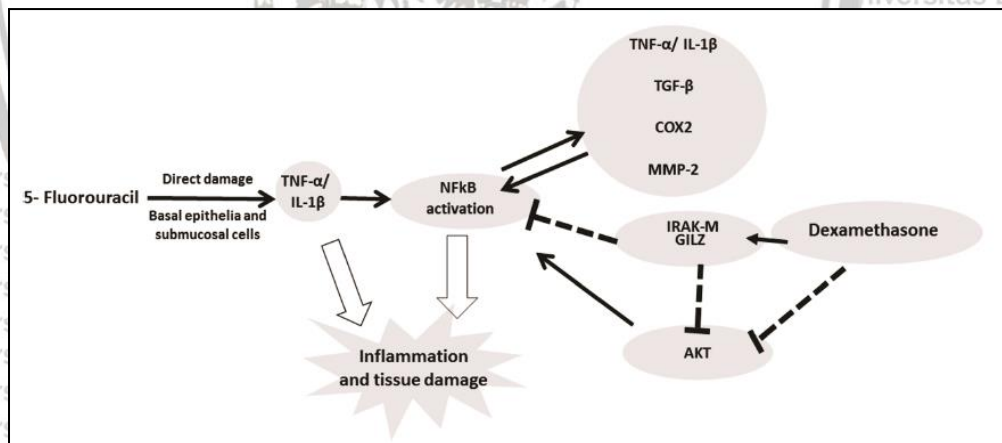 TNF-α/ IL-1β
TGF-β
COX2
MMP-2
5- Fluorouracil
Direct damage
Basal epithelia and
submucosal cells
TNF-α/
IL-1β
NFkB
activation
IRAK-M
GILZ
Dexamethasone
AKT
Inflammation
and tissue damage